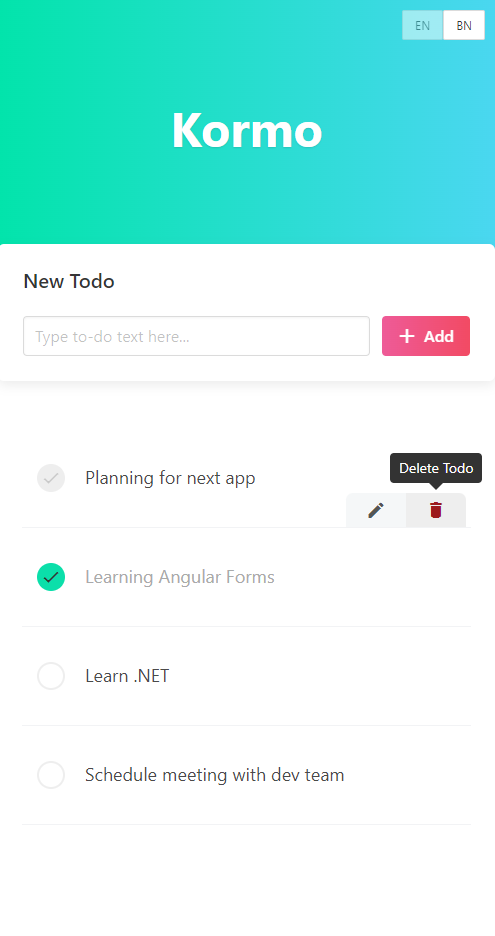 EN BN
Kormo
New Todo
Type to-do text here...
Add
Delete Todo
Planning for next app
Learning Angular Forms
Learn .NET
Schedule meeting with dev team